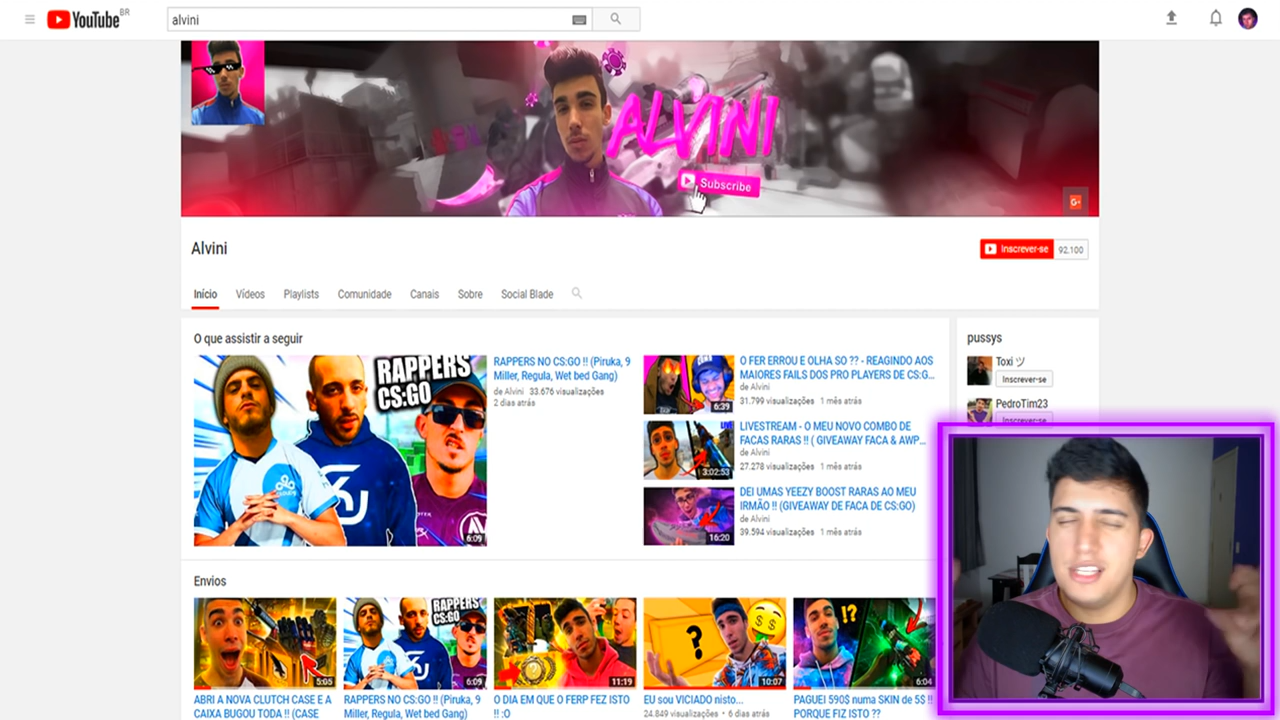 YouTube BR
alvini
ALVINI
Subscribe
G+
Alvini
Inscrever-se 92.100
Início Vídeos Playlists Comunidade Canais Sobre Social Blade
O que assistir a seguir
RAPPERS
CS:GO
6:09
RAPPERS NO CS:GO !! (Piruka, 9
Miller, Regula, Wet bed Gang)
de Alvini 33.676 visualizações
2 dias atrás
6:39
O FER ERROU E OLHA SO ?? - REAGINDO AOS
MAIORES FAILS DOS PRO PLAYERS DE CS:G...
de Alvini
31.799 visualizações 1 mês atrás
LIVE
3:02:53
LIVESTREAM - O MEU NOVO COMBO DE
FACAS RARAS !! ( GIVEAWAY FACA & AWP...
de Alvini
27.278 visualizações 1 mês atrás
16:20
DEI UMAS YEEZY BOOST RARAS AO MEU
IRMÃO !! (GIVEAWAY DE FACA DE CS:GO)
de Alvini
39.594 visualizações 1 mês atrás
pussys
Toxi ツ
Inscrever-se
PedroTim23
Inscrever-se
Envios
5:05
ABRI A NOVA CLUTCH CASE E A
CAIXA BUGOU TODA !! (CASE
RAPPERS
CS:GO
6:09
RAPPERS NO CS:GO !! (Piruka, 9
Miller, Regula, Wet bed Gang)
11:19
O DIA EM QUE O FERP FEZ ISTO
!! :O
?
10:07
EU sou VICIADO nisto...
24.849 visualizações • 6 dias atrás
!?
6:04
PAGUEI 590$ numa SKIN de 5$ !!
PORQUE FIZ ISTO ??